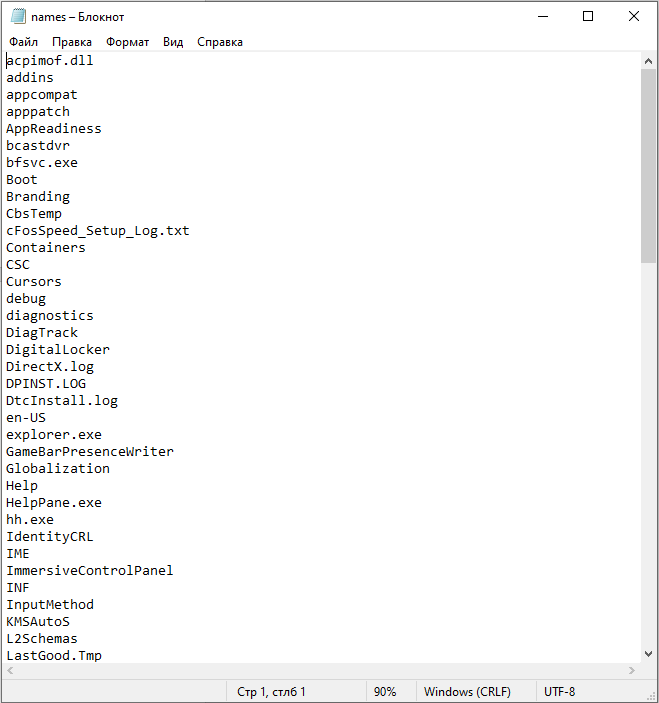 names – Блокнот
Файл Правка Формат Вид Справка
acpimof.dll
addins
appcompat
apppatch
AppReadiness
bcastdvr
bfsvc.exe
Boot
Branding
CbsTemp
cFosSpeed_Setup_Log.txt
Containers
CSC
Cursors
debug
diagnostics
DiagTrack
DigitalLocker
DirectX.log
DPINST.LOG
DtcInstall.log
en-US
explorer.exe
GameBarPresenceWriter
Globalization
Help
HelpPane.exe
hh.exe
IdentityCRL
IME
ImmersiveControlPanel
INF
InputMethod
KMSAutoS
L2Schemas
LastGood.Tmp
Стр 1, стлб 1 90% Windows (CRLF) UTF-8